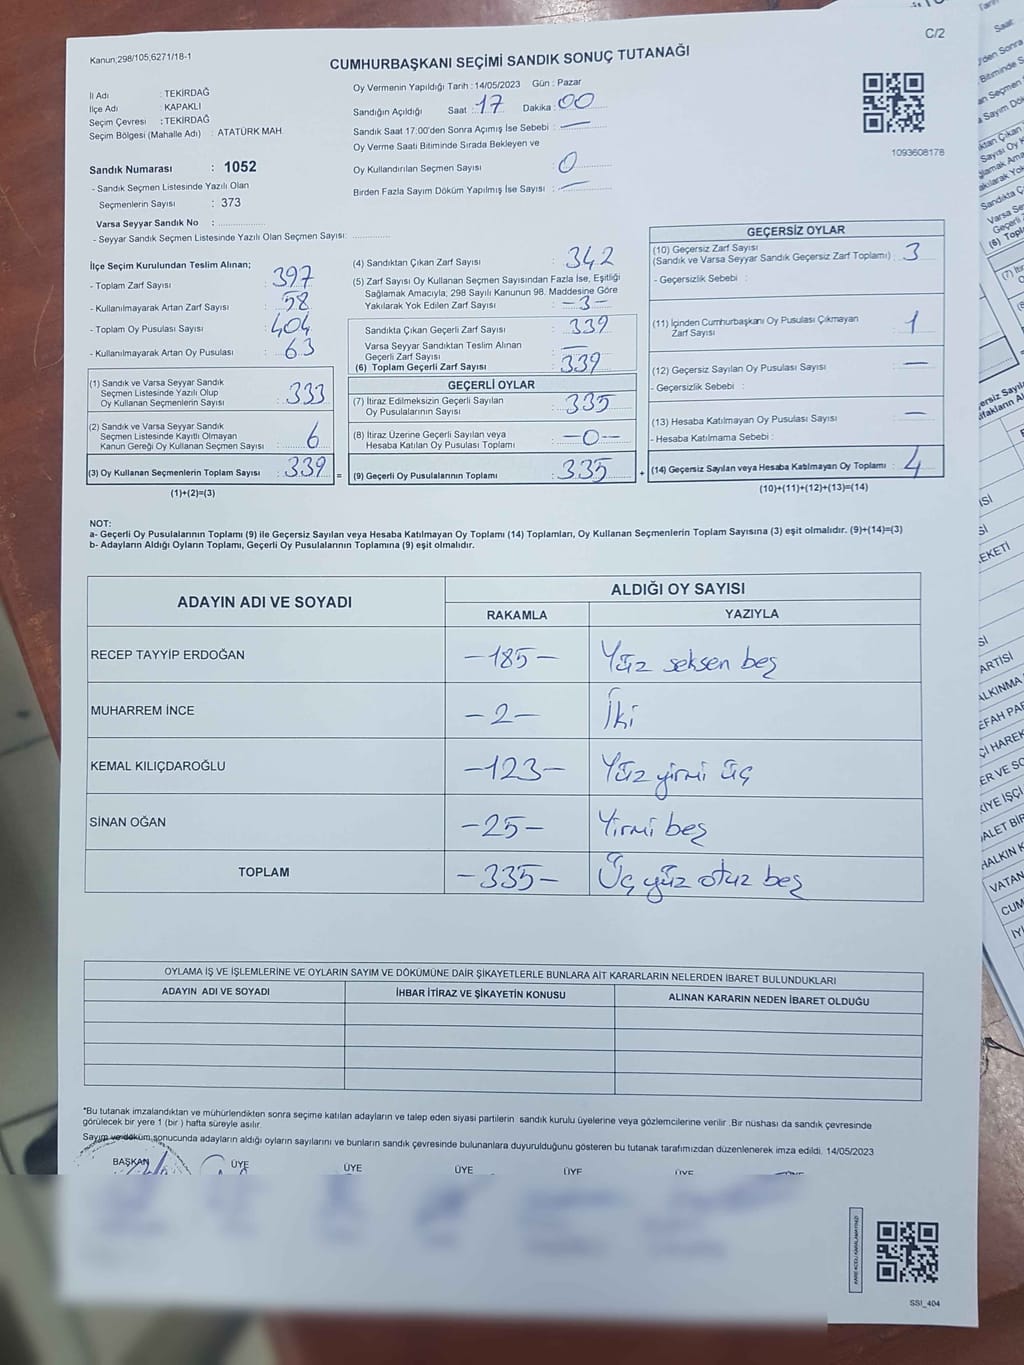 Kanun,298/105,6271/18-1
C/2
CUMHURBAŞKANI SEÇİMİ SANDIK SONUÇ TUTANAĞI
İl Adı : TEKİRDAĞ
İlçe Adı : KAPAKLI
Seçim Çevresi : TEKİRDAĞ
Seçim Bölgesi (Mahalle Adı) : ATATÜRK MAH.
Sandık Numarası : 1052
- Sandık Seçmen Listesinde Yazılı Olan
Seçmenlerin Sayısı : 373
Varsa Seyyar Sandık No :
- Seyyar Sandık Seçmen Listesinde Yazılı Olan Seçmen Sayısı:
Oy Vermenin Yapıldığı Tarih : 14/05/2023 Gün : Pazar
Sandığın Açıldığı Saat : 17 Dakika : 00
Sandık Saat 17:00'den Sonra Açımış İse Sebebi : —
Oy Verme Saati Bitiminde Sırada Bekleyen ve
Oy Kullandırılan Seçmen Sayısı : 0
Birden Fazla Sayım Döküm Yapılmış İse Sayısı : —
1093608178
İlçe Seçim Kurulundan Teslim Alınan;
- Toplam Zarf Sayısı : 397
- Kullanılmayarak Artan Zarf Sayısı : 58
- Toplam Oy Pusulası Sayısı : 404
- Kullanılmayarak Artan Oy Pusulası : 63
(1) Sandık ve Varsa Seyyar Sandık
Seçmen Listesinde Yazılı Olup
Oy Kullanan Seçmenlerin Sayısı : 333
(2) Sandık ve Varsa Seyyar Sandık
Seçmen Listesinde Kayıtlı Olmayan
Kanun Gereği Oy Kullanan Seçmen Sayısı : 6
(3) Oy Kullanan Seçmenlerin Toplam Sayısı : 339 =
(1)+(2)=(3)
(4) Sandıktan Çıkan Zarf Sayısı : 342
(5) Zarf Sayısı Oy Kullanan Seçmen Sayısından Fazla İse, Eşitliği
Sağlamak Amacıyla; 298 Sayılı Kanunun 98. Maddesine Göre
Yakılarak Yok Edilen Zarf Sayısı : -3-
Sandıkta Çıkan Geçerli Zarf Sayısı : 339
Varsa Seyyar Sandıktan Teslim Alınan
Geçerli Zarf Sayısı : —
(6) Toplam Geçerli Zarf Sayısı : 339
GEÇERLİ OYLAR
(7) İtiraz Edilmeksizin Geçerli Sayılan
Oy Pusulalarının Sayısı : 335
(8) İtiraz Üzerine Geçerli Sayılan veya
Hesaba Katılan Oy Pusulası Toplamı : -0-
(9) Geçerli Oy Pusulalarının Toplamı : 335 +
GEÇERSİZ OYLAR
(10) Geçersiz Zarf Sayısı
(Sandık ve Varsa Seyyar Sandık Geçersiz Zarf Toplamı) : 3
- Geçersizlik Sebebi :
(11) İçinden Cumhurbaşkanı Oy Pusulası Çıkmayan
Zarf Sayısı : 1
(12) Geçersiz Sayılan Oy Pusulası Sayısı : —
- Geçersizlik Sebebi :
(13) Hesaba Katılmayan Oy Pusulası Sayısı : —
- Hesaba Katılmama Sebebi :
(14) Geçersiz Sayılan veya Hesaba Katılmayan Oy Toplamı : 4
(10)+(11)+(12)+(13)=(14)
NOT:
a- Geçerli Oy Pusulalarının Toplamı (9) ile Geçersiz Sayılan veya Hesaba Katılmayan Oy Toplamı (14) Toplamları, Oy Kullanan Seçmenlerin Toplam Sayısına (3) eşit olmalıdır. (9)+(14)=(3)
b- Adayların Aldığı Oyların Toplamı, Geçerli Oy Pusulalarının Toplamına (9) eşit olmalıdır.
ADAYIN ADI VE SOYADI
ALDIĞI OY SAYISI
RAKAMLA YAZIYLA
RECEP TAYYİP ERDOĞAN -185- Yüz seksen beş
MUHARREM İNCE -2- İki
KEMAL KILIÇDAROĞLU -123- Yüz yirmi üç
SİNAN OĞAN -25- Yirmi beş
TOPLAM -335- Üç yüz otuz beş
OYLAMA İŞ VE İŞLEMLERİNE VE OYLARIN SAYIM VE DÖKÜMÜNE DAİR ŞİKAYETLERLE BUNLARA AİT KARARLARIN NELERDEN İBARET BULUNDUKLARI
ADAYIN ADI VE SOYADI İHBAR İTİRAZ VE ŞİKAYETİN KONUSU ALINAN KARARIN NEDEN İBARET OLDUĞU
*Bu tutanak imzalandıktan ve mühürlendikten sonra seçime katılan adayların ve talep eden siyasi partilerin sandık kurulu üyelerine veya gözlemcilerine verilir .Bir nüshası da sandık çevresinde
görülecek bir yere 1 (bir ) hafta süreyle asılır.
Sayım ve döküm sonucunda adayların aldığı oyların sayılarını ve bunların sandık çevresinde bulunanlara duyurulduğunu gösteren bu tutanak tarafımızdan düzenlenerek imza edildi. 14/05/2023
BAŞKAN ÜYE ÜYE ÜYE ÜYE ÜYE
SSI_404